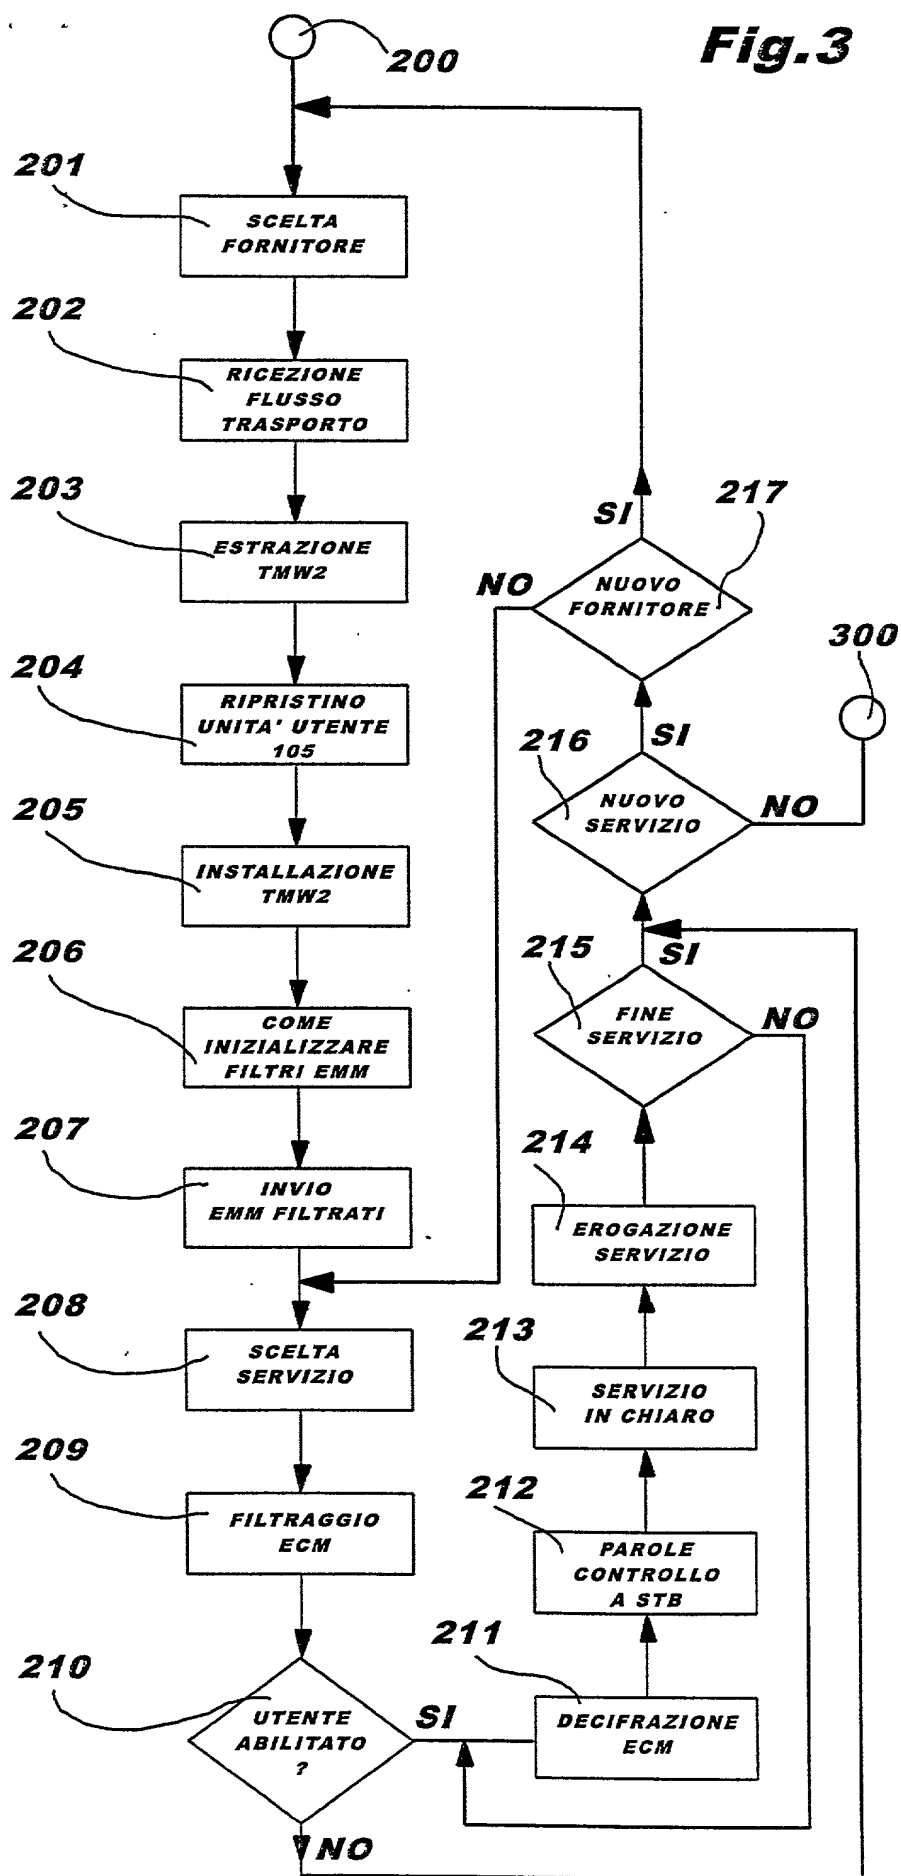 Fig.3
200
201
SCELTA
FORNITORE
202
RICEZIONE
FLUSSO
TRASPORTO
203
ESTRAZIONE
TMW2
204
RIPRISTINO
UNITA' UTENTE
105
205
INSTALLAZIONE
TMW2
206
COME
INIZIALIZZARE
FILTRI EMM
207
INVIO
EMM FILTRATI
208
SCELTA
SERVIZIO
209
FILTRAGGIO
ECM
210
UTENTE
ABILITATO
?
SI
NO
211
DECIFRAZIONE
ECM
212
PAROLE
CONTROLLO
A STB
213
SERVIZIO
IN CHIARO
214
EROGAZIONE
SERVIZIO
215
FINE
SERVIZIO
SI
NO
216
NUOVO
SERVIZIO
SI
NO
300
217
NUOVO
FORNITORE
SI
NO